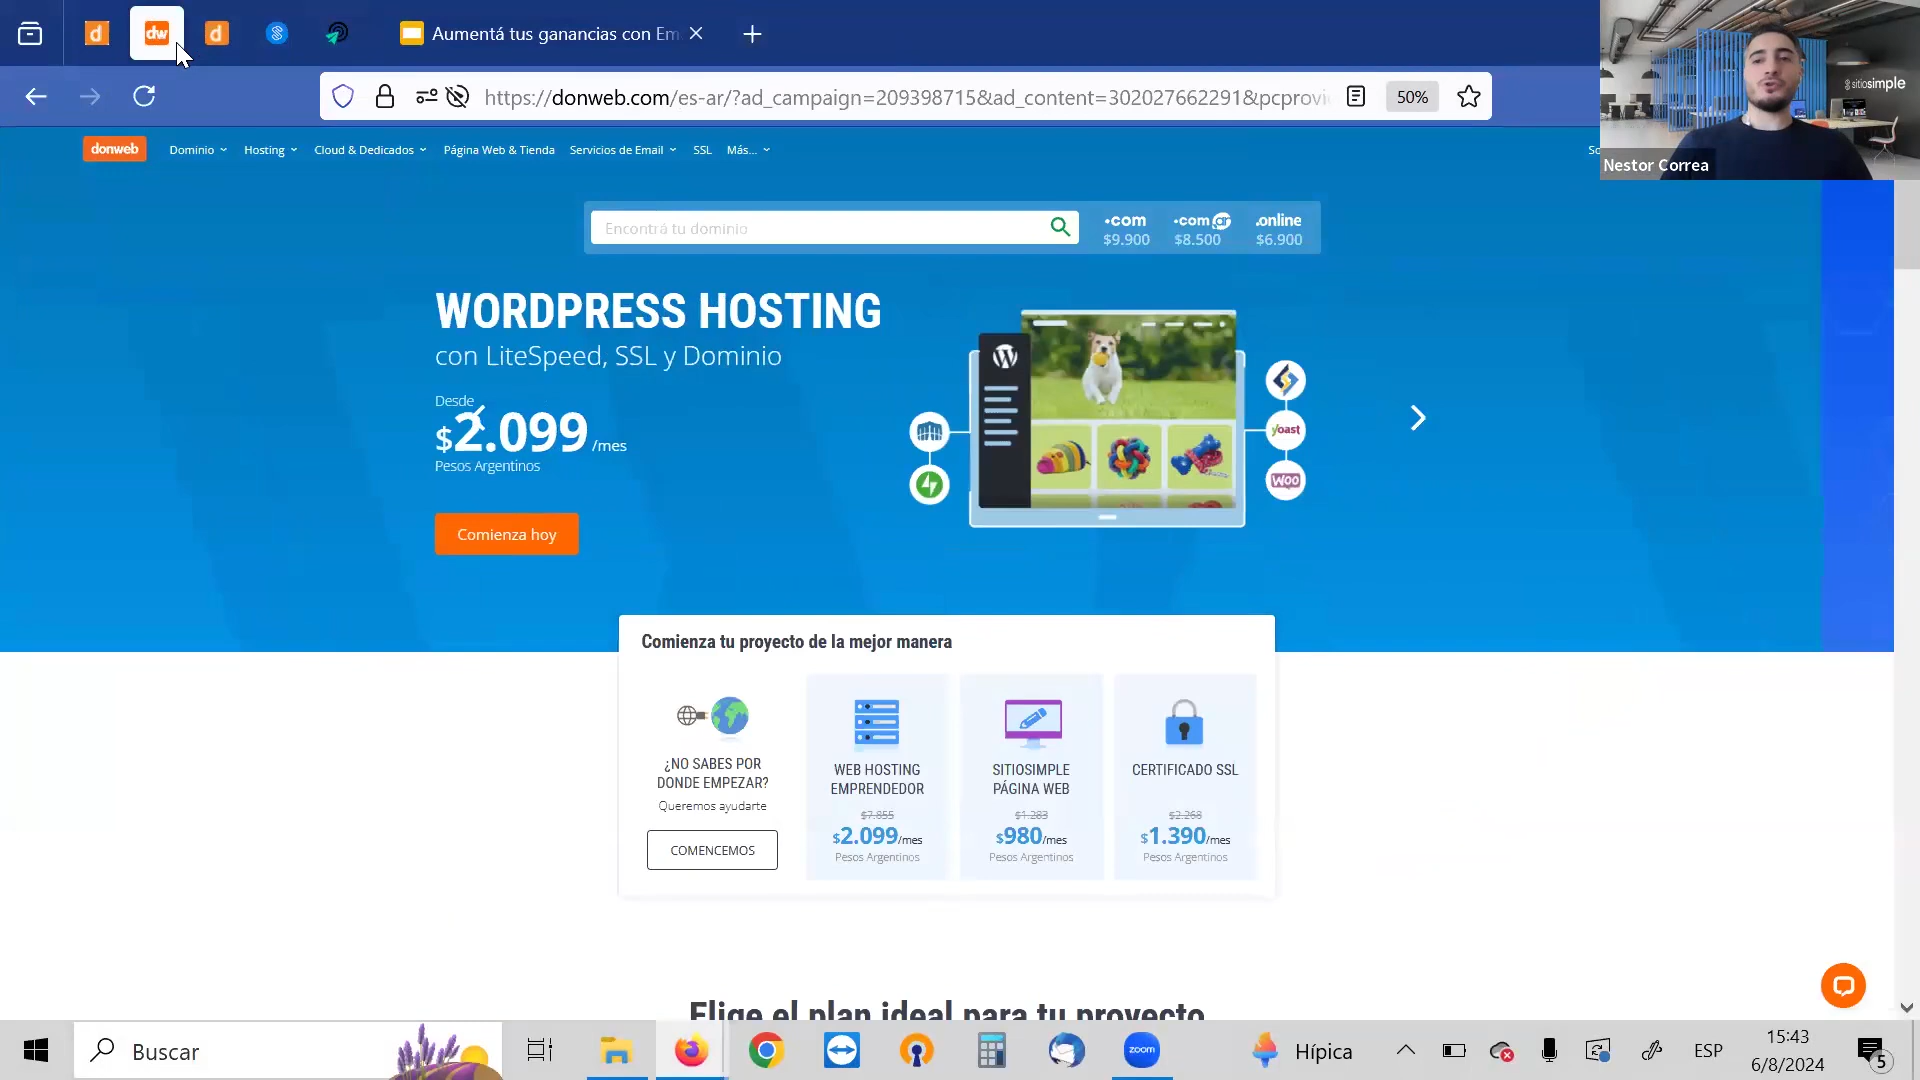 d
dw
d
Aumentá tus ganancias con Em
https://donweb.com/es-ar/?ad_campaign=209398715&ad_content=302027662291&pcprovi
50%
sitiosimple
Nestor Correa
donweb
Dominio
Hosting
Cloud & Dedicados
Página Web & Tienda
Servicios de Email
SSL
Más...
Encontrá tu dominio
.com
$9.900
.com ar
$8.500
.online
$6.900
WORDPRESS HOSTING
con LiteSpeed, SSL y Dominio
Desde
$2.099 /mes
Pesos Argentinos
Comienza hoy
yoast
WOO
Comienza tu proyecto de la mejor manera
¿NO SABES POR
DONDE EMPEZAR?
Queremos ayudarte
COMENCEMOS
WEB HOSTING
EMPRENDEDOR
$7.855
$2.099/mes
Pesos Argentinos
SITIOSIMPLE
PÁGINA WEB
$1.283
$980/mes
Pesos Argentinos
CERTIFICADO SSL
$2.268
$1.390/mes
Pesos Argentinos
Elige el plan ideal para tu proyecto
Buscar
zoom
Hípica
ESP
15:43
6/8/2024
5